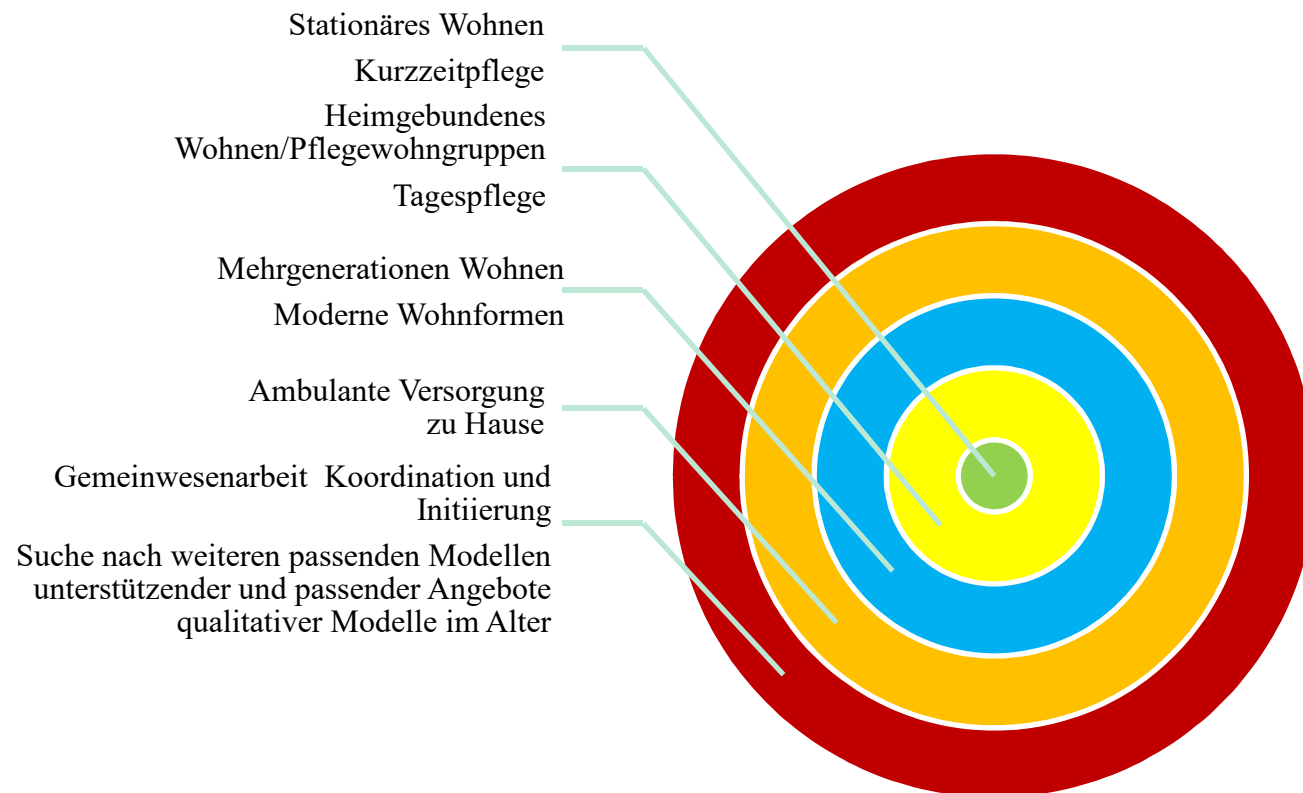 Stationäres Wohnen
Kurzzeitpflege
Heimgebundenes
Wohnen/Pflegewohngruppen
Tagespflege
Mehrgenerationen Wohnen
Moderne Wohnformen
Ambulante Versorgung
zu Hause
Gemeinwesenarbeit  Koordination und
Initiierung
Suche nach weiteren passenden Modellen
unterstützender und passender Angebote
qualitativer Modelle im Alter